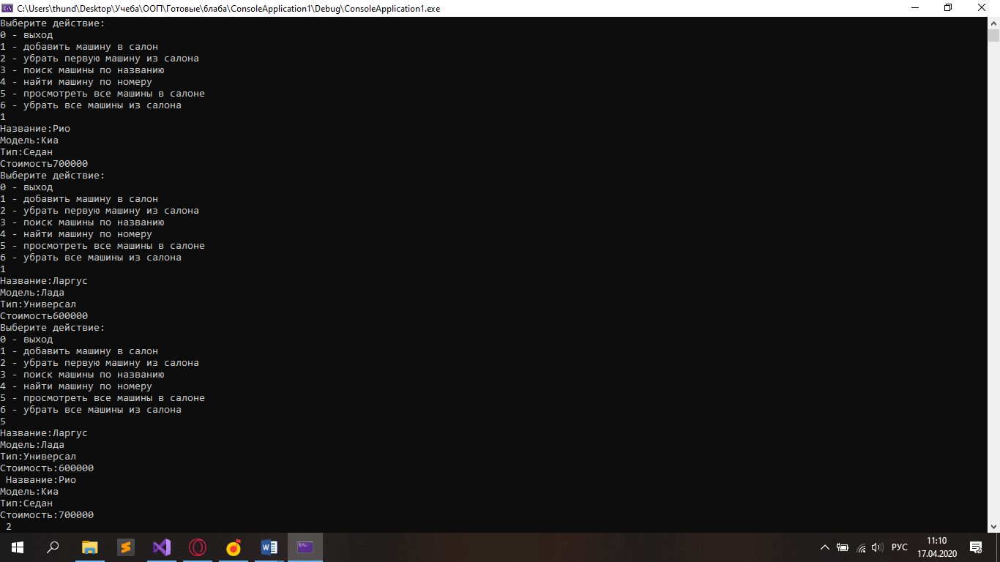 C:\Users\thund\Desktop\Учеба\ООП\Готовые\блаба\ConsoleApplication1\Debug\ConsoleApplication1.exe
Выберите действие:
0 - выход
1 - добавить машину в салон
2 - убрать первую машину из салона
3 - поиск машины по названию
4 - найти машину по номеру
5 - просмотреть все машины в салоне
6 - убрать все машины из салона
1
Название:Рио
Модель:Киа
Тип:Седан
Стоимость700000
Выберите действие:
0 - выход
1 - добавить машину в салон
2 - убрать первую машину из салона
3 - поиск машины по названию
4 - найти машину по номеру
5 - просмотреть все машины в салоне
6 - убрать все машины из салона
1
Название:Ларгус
Модель:Лада
Тип:Универсал
Стоимость600000
Выберите действие:
0 - выход
1 - добавить машину в салон
2 - убрать первую машину из салона
3 - поиск машины по названию
4 - найти машину по номеру
5 - просмотреть все машины в салоне
6 - убрать все машины из салона
5
Название:Ларгус
Модель:Лада
Тип:Универсал
Стоимость:600000
Название:Рио
Модель:Киа
Тип:Седан
Стоимость:700000
2
РУС
11:10
17.04.2020